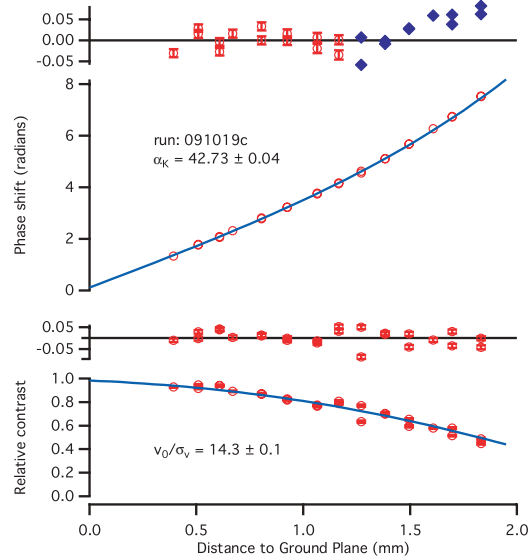 0.05
0.00
-0.05
8
6
4
2
0
Phase shift (radians)
run: 091019c
αK = 42.73 ± 0.04
0.05
-0.05
1.0
0.8
0.6
0.4
0.2
0.0
Relative contrast
v0/σv = 14.3 ± 0.1
0.0 0.5 1.0 1.5 2.0
Distance to Ground Plane (mm)